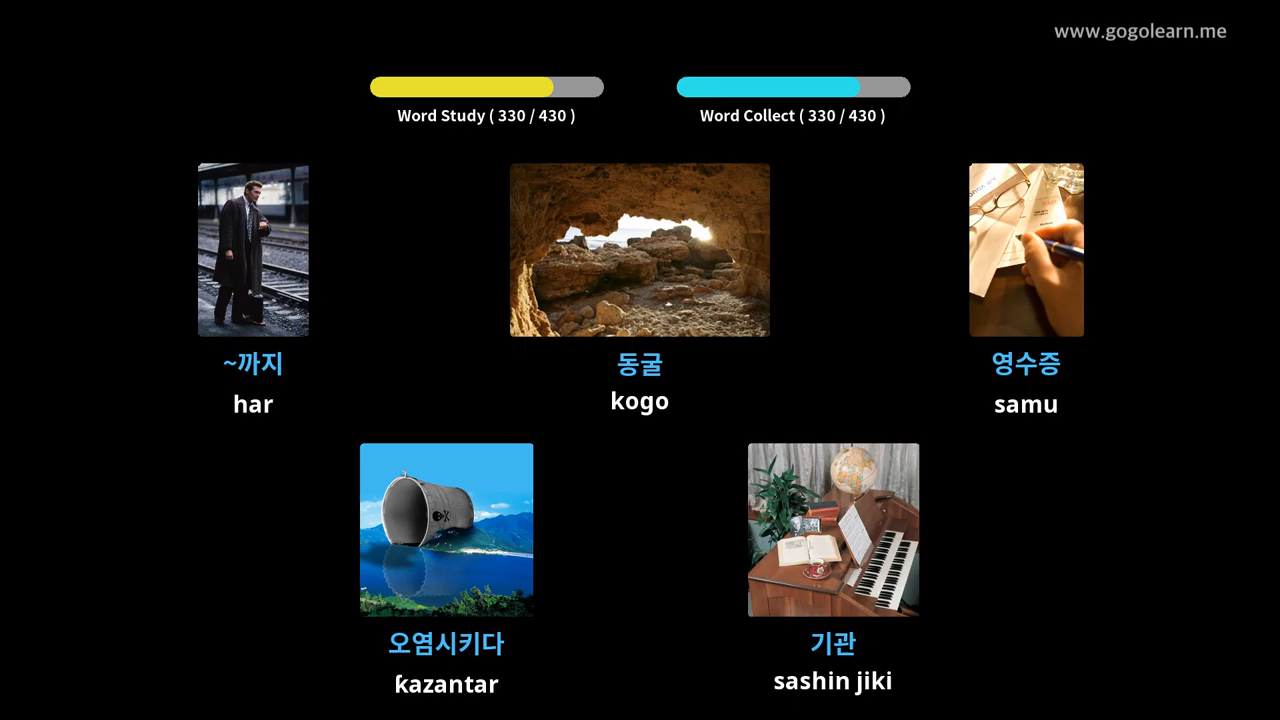 www.gogolearn.me
Word Study ( 330 / 430 )
Word Collect ( 330 / 430 )
~까지
har
동굴
kogo
영수증
samu
오염시키다
ƙazantar
기관
sashin jiki